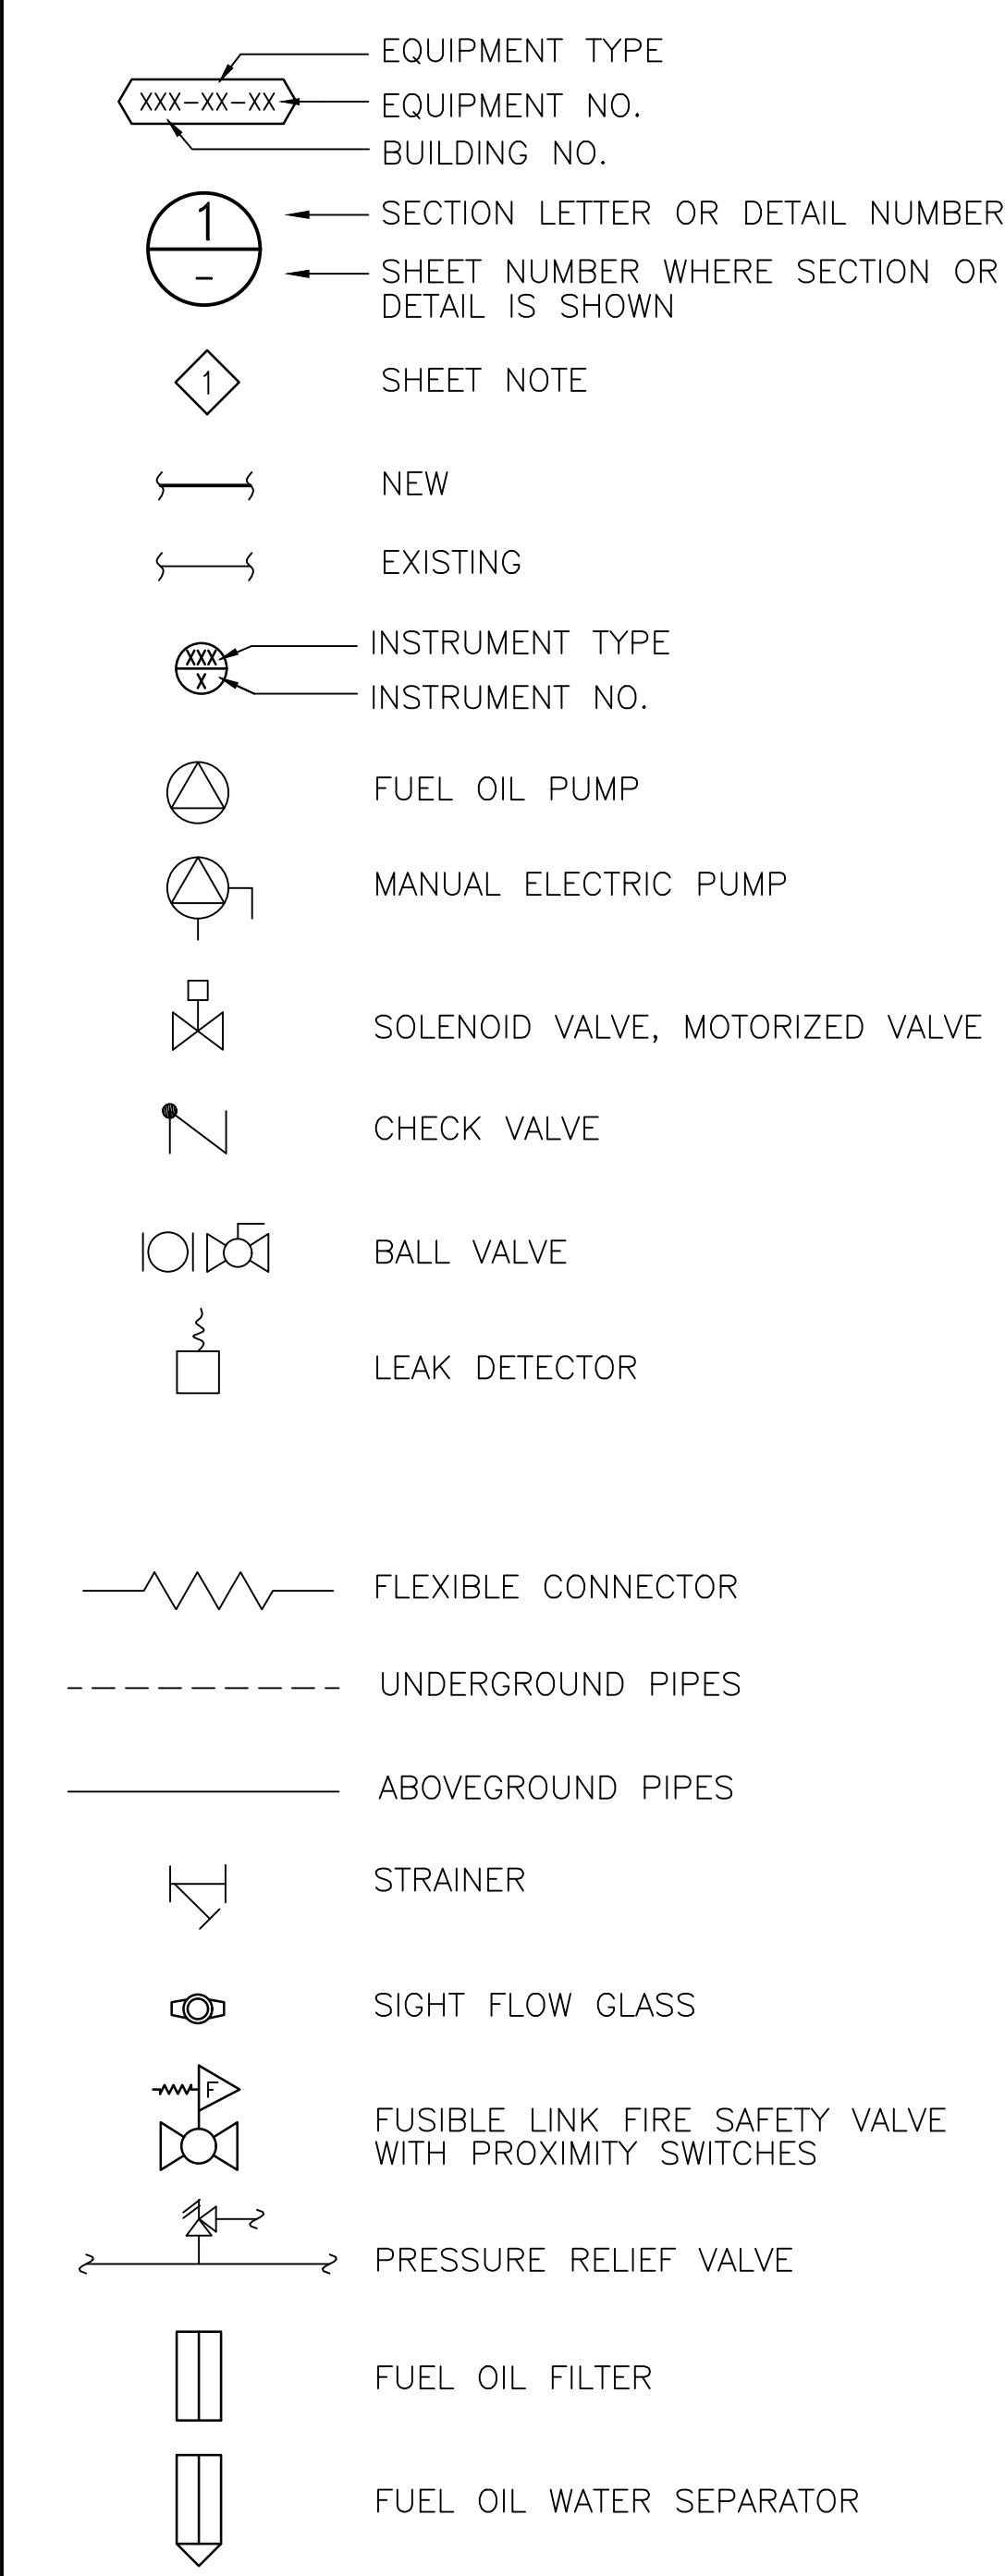 EQUIPMENT TYPE
XXX-XX-XX
EQUIPMENT NO.
BUILDING NO.
1
SECTION LETTER OR DETAIL NUMBER
-
SHEET NUMBER WHERE SECTION OR
DETAIL IS SHOWN
1
SHEET NOTE
NEW
EXISTING
XXX
INSTRUMENT TYPE
X
INSTRUMENT NO.
FUEL OIL PUMP
MANUAL ELECTRIC PUMP
SOLENOID VALVE, MOTORIZED VALVE
CHECK VALVE
BALL VALVE
LEAK DETECTOR
FLEXIBLE CONNECTOR
UNDERGROUND PIPES
ABOVEGROUND PIPES
STRAINER
SIGHT FLOW GLASS
F
FUSIBLE LINK FIRE SAFETY VALVE
WITH PROXIMITY SWITCHES
PRESSURE RELIEF VALVE
FUEL OIL FILTER
FUEL OIL WATER SEPARATOR